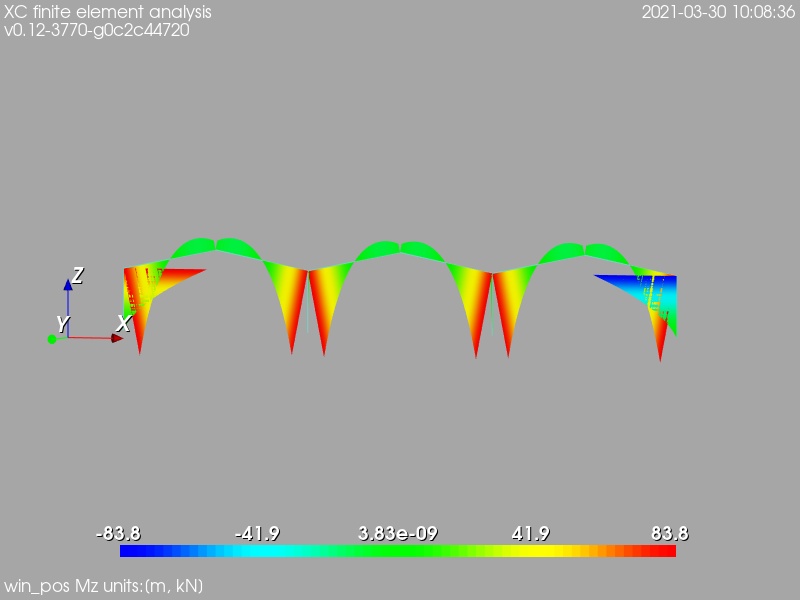 XC finite element analysis
2021-03-30 10:08:36
v0.12-3770-g0c2c44720
Z
Y
X
-83.8 -41.9 3.83e-09 41.9 83.8
win_pos Mz units:[m, kN]